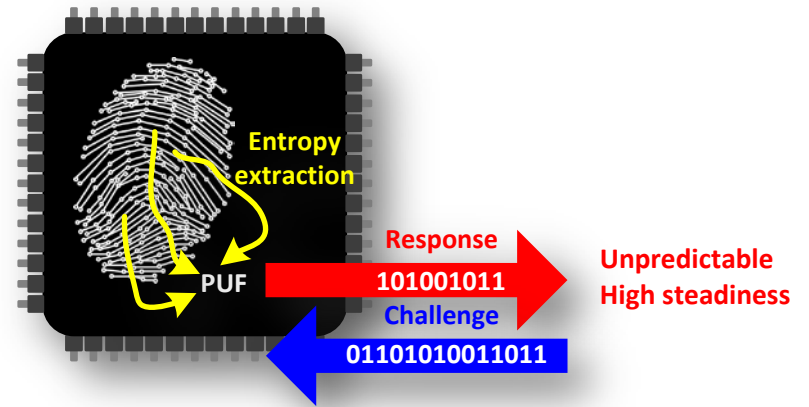 Entropy
extraction
PUF
Response
101001011
Challenge
01101010011011
Unpredictable
High steadiness